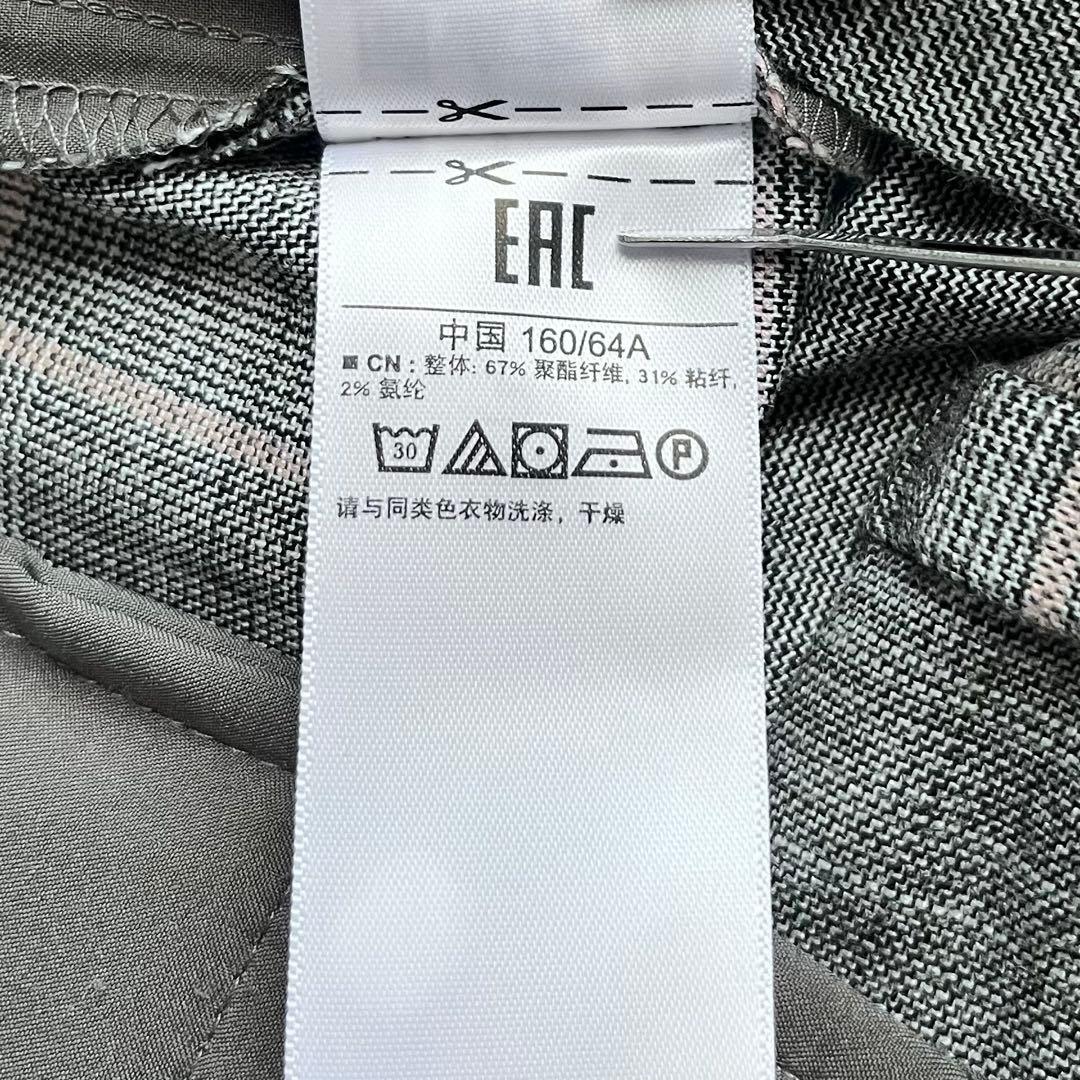 EAC
中国 160/64A
CN : 整体: 67% 聚酯纤维, 31% 粘纤,
2% 氨纶
30 P
请与同类色衣物洗涤, 干燥